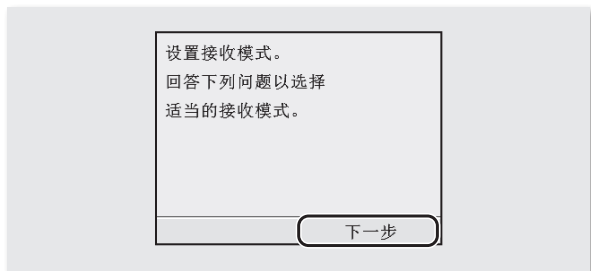 设置接收模式。
回答下列问题以选择
适当的接收模式。
下一步